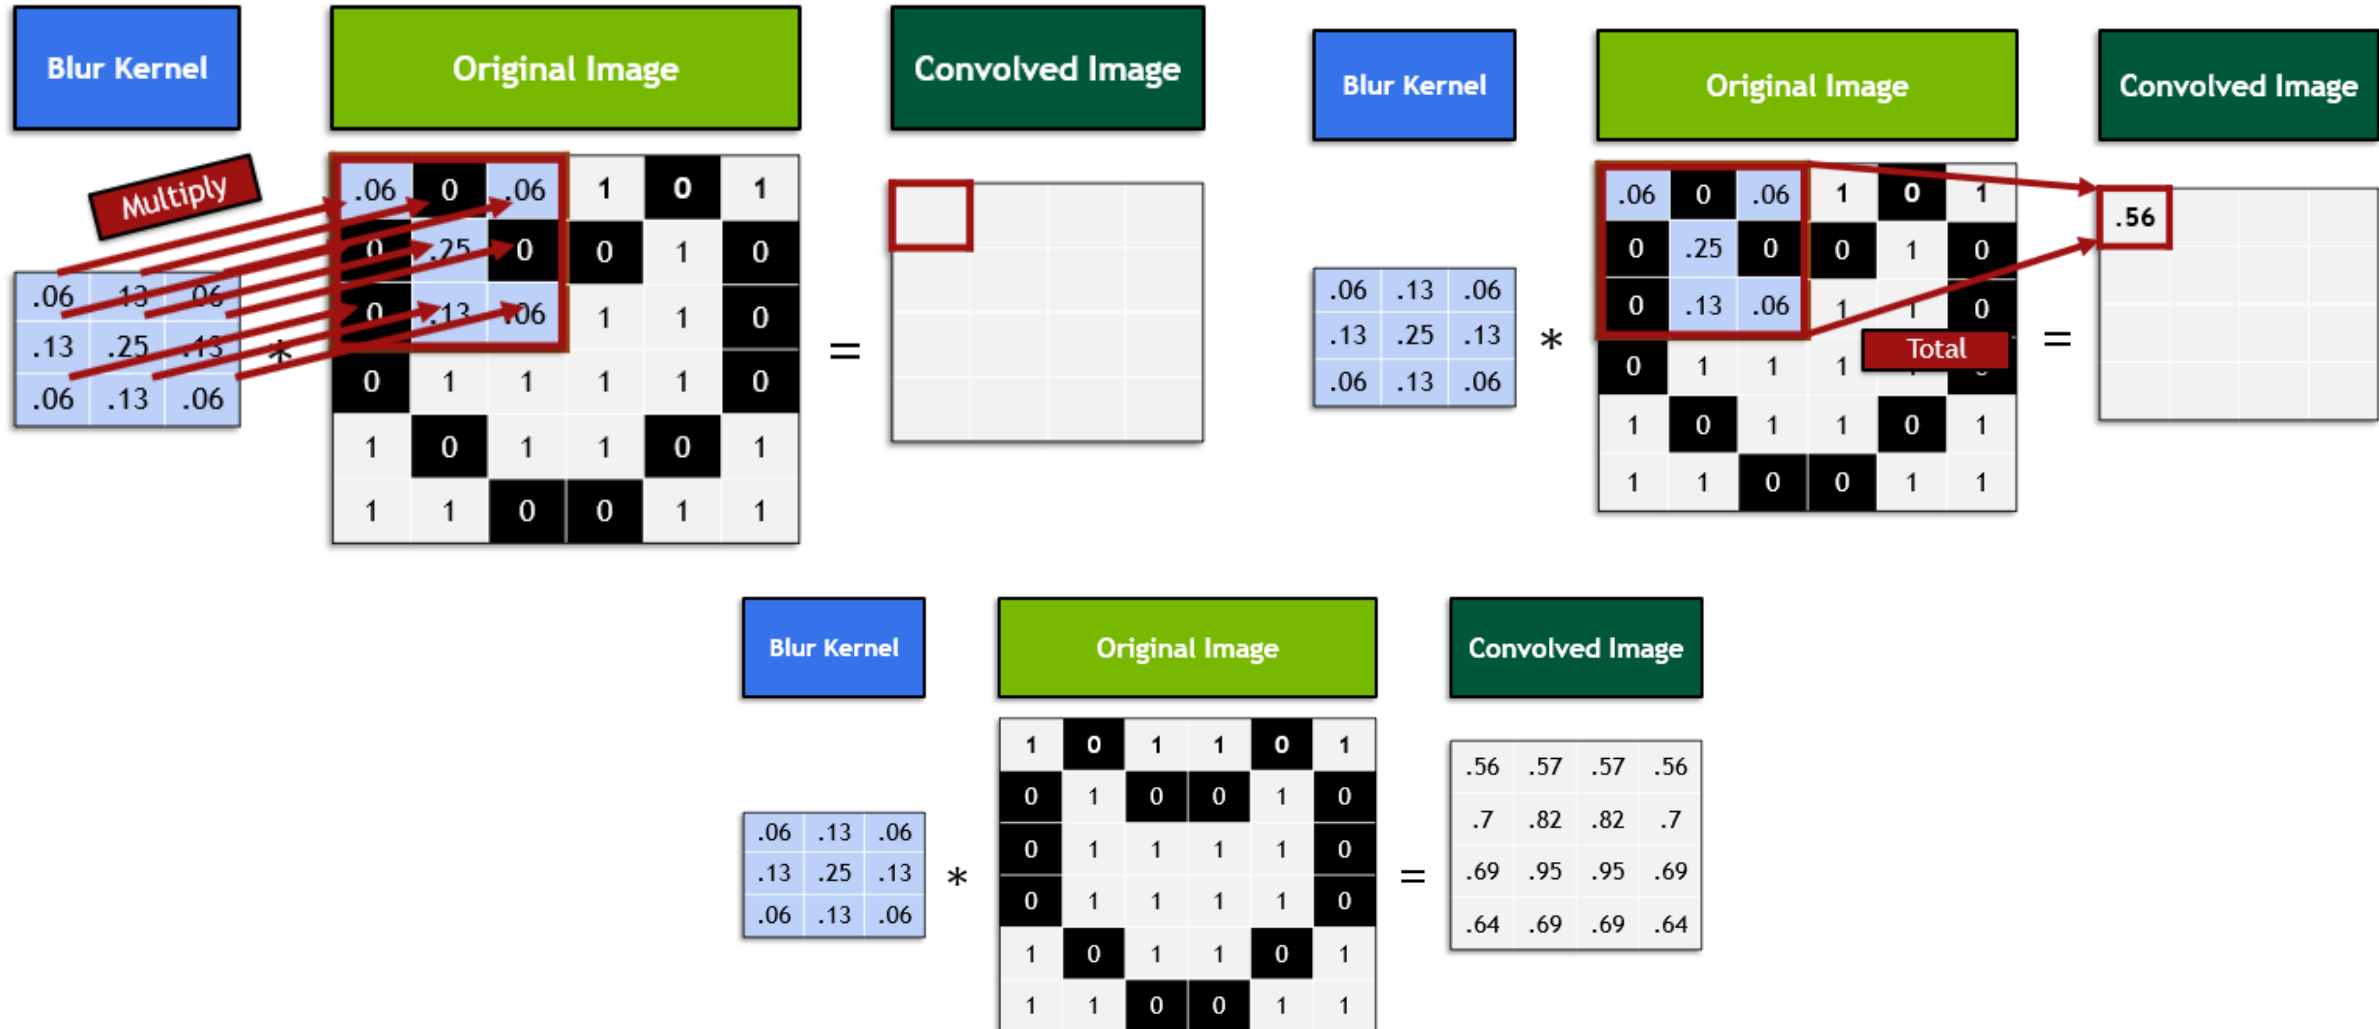 Blur Kernel
Original Image
Convolved Image
Multiply
.06 0 .06 1 0 1
0 .25 0 0 1 0
0 .13 .06 1 1 0
0 1 1 1 1 0
1 0 1 1 0 1
1 1 0 0 1 1
.06 .13 .06
.13 .25 .13
.06 .13 .06
*
=
Blur Kernel
Original Image
Convolved Image
.06 0 .06 1 0 1
0 .25 0 0 1 0
0 .13 .06 1 1 0
0 1 1 1
1 0 1 1 0 1
1 1 0 0 1 1
Total
.06 .13 .06
.13 .25 .13
.06 .13 .06
*
=
.56
Blur Kernel
Original Image
Convolved Image
.06 .13 .06
.13 .25 .13
.06 .13 .06
*
1 0 1 1 0 1
0 1 0 0 1 0
0 1 1 1 1 0
0 1 1 1 1 0
1 0 1 1 0 1
1 1 0 0 1 1
=
.56 .57 .57 .56
.7 .82 .82 .7
.69 .95 .95 .69
.64 .69 .69 .64